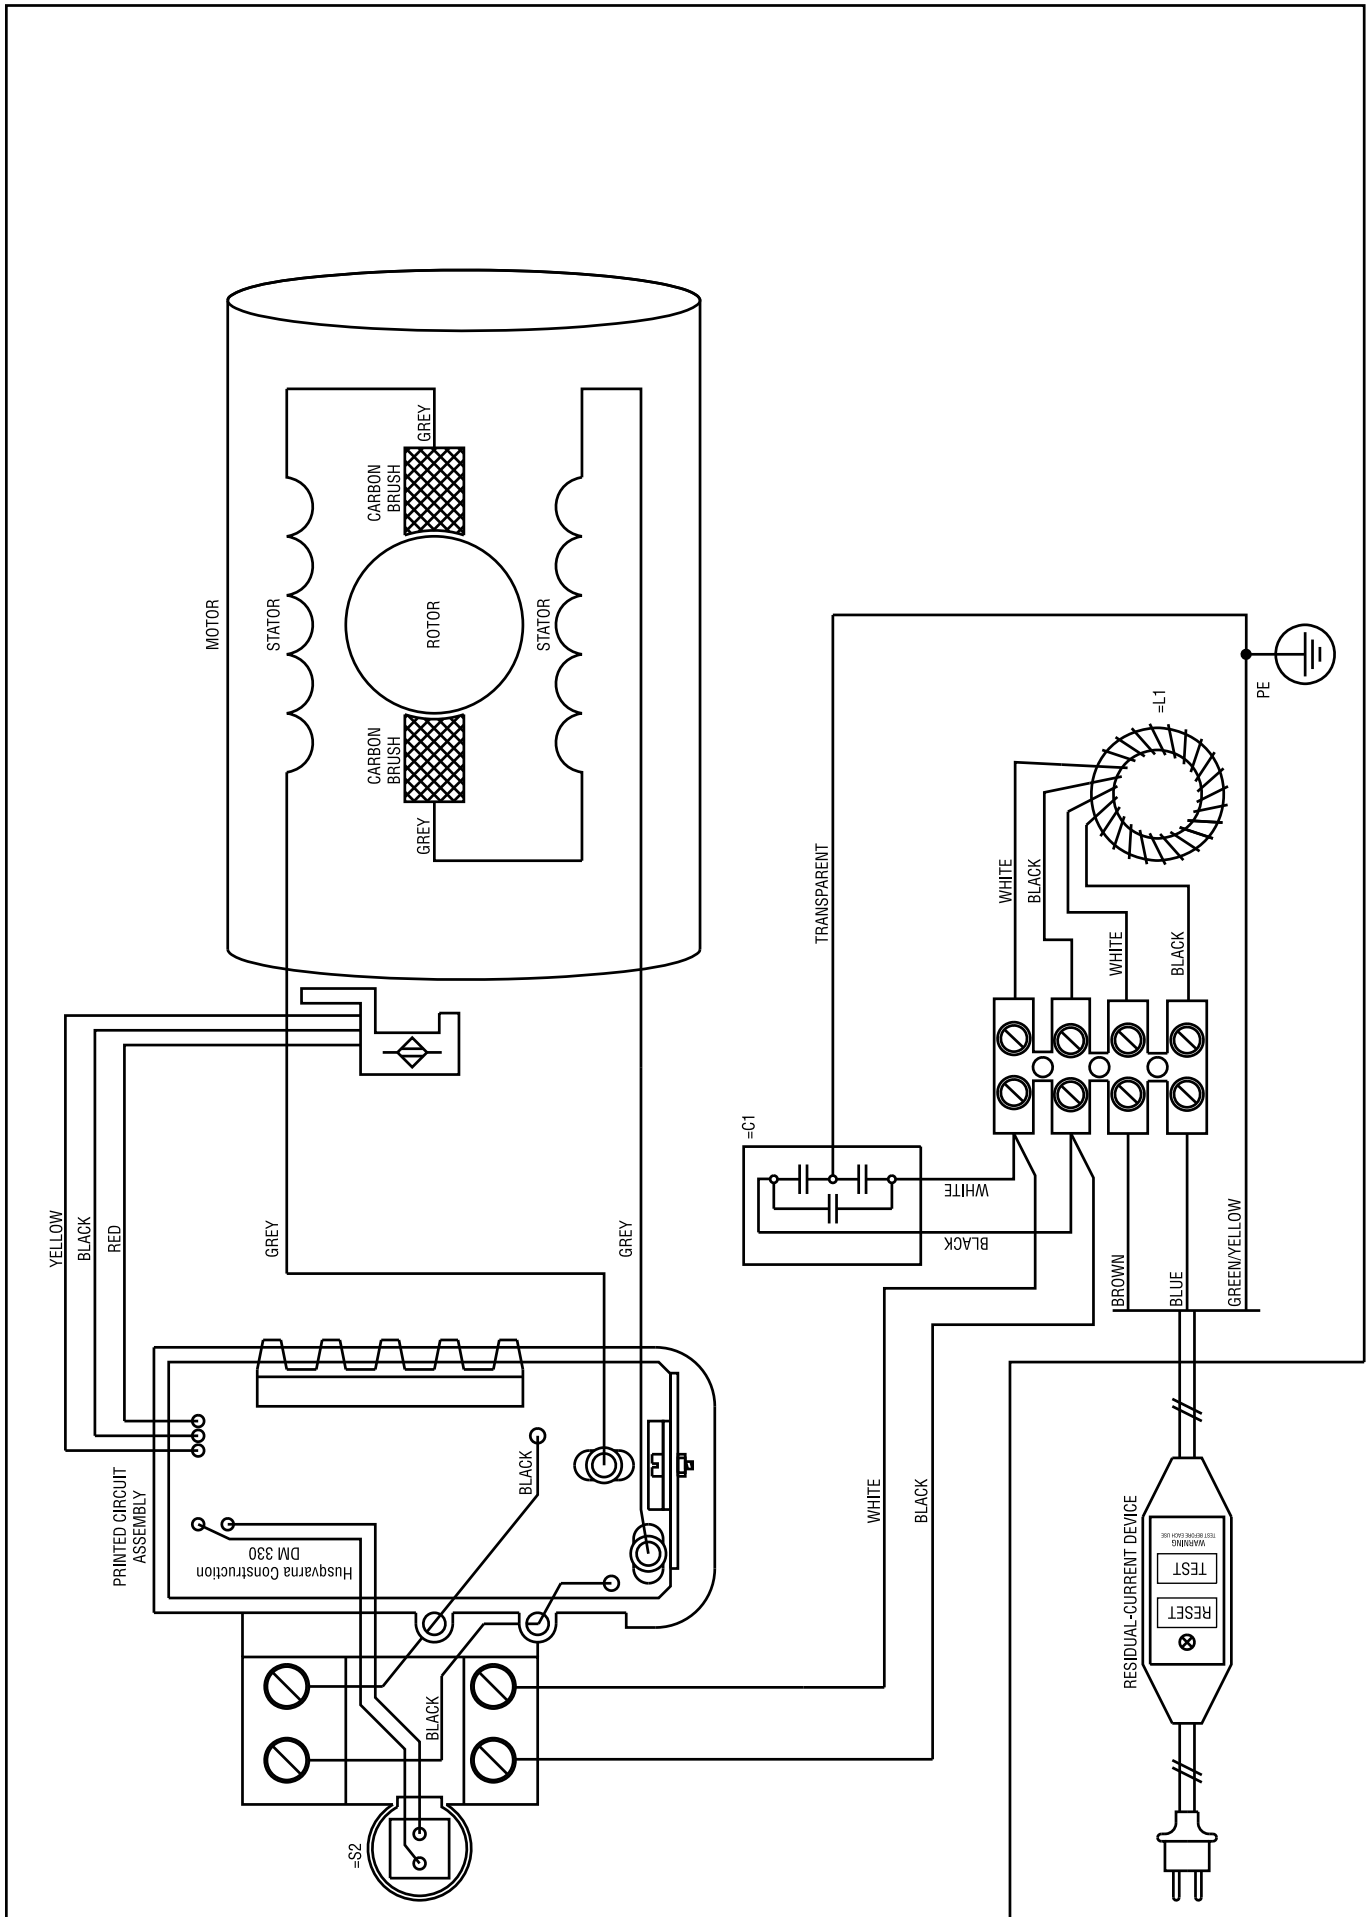 MOTOR
STATOR
GREY
CARBON
BRUSH
ROTOR
CARBON
BRUSH
GREY
STATOR
PE
=L1
TRANSPARENT
WHITE
BLACK
WHITE
BLACK
=C1
WHITE
BLACK
YELLOW
BLACK
RED
GREY
GREY
BROWN
BLUE
GREEN/YELLOW
PRINTED CIRCUIT
ASSEMBLY
Husqvarna Construction
DM 330
BLACK
BLACK
WHITE
BLACK
=S2
RESIDUAL-CURRENT DEVICE
WARNING
TEST BEFORE EACH USE
TEST
RESET